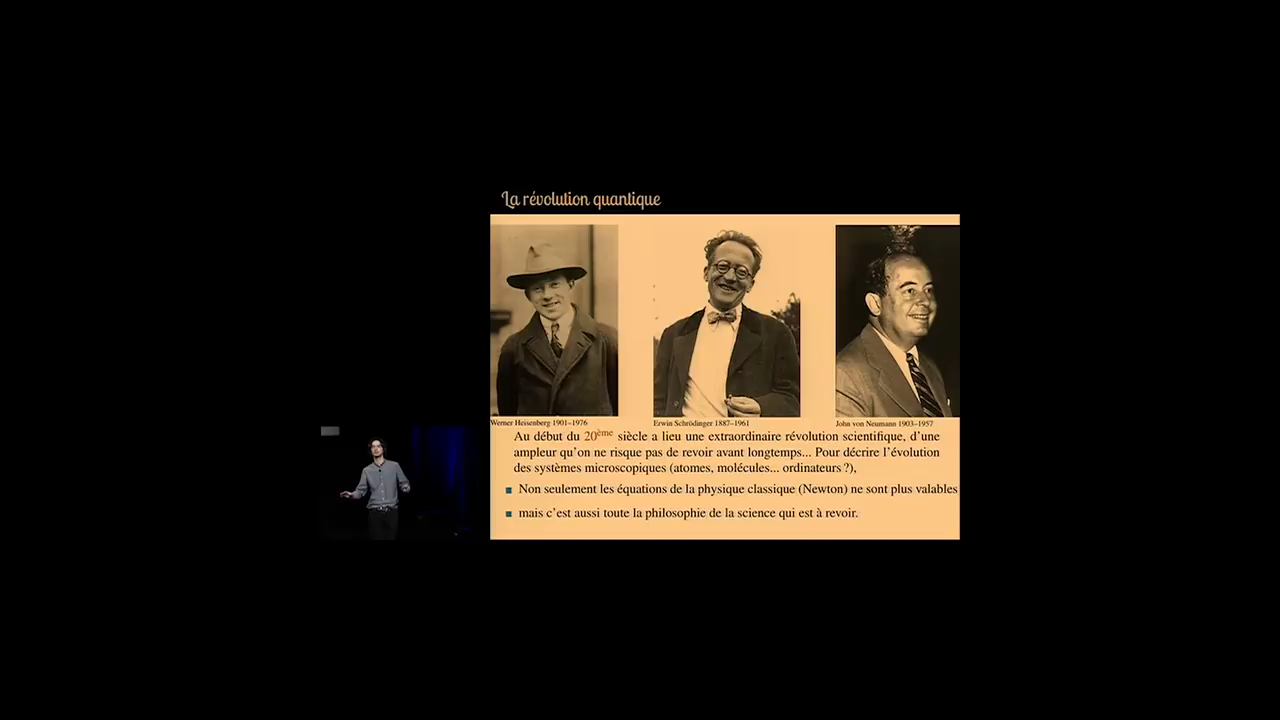 La révolution quantique
Werner Heisenberg 1901–1976
Erwin Schrödinger 1887–1961
John von Neumann 1903–1957
Au début du 20ème siècle a lieu une extraordinaire révolution scientifique, d'une
ampleur qu'on ne risque pas de revoir avant longtemps... Pour décrire l'évolution
des systèmes microscopiques (atomes, molécules... ordinateurs ?),
Non seulement les équations de la physique classique (Newton) ne sont plus valables
mais c'est aussi toute la philosophie de la science qui est à revoir.